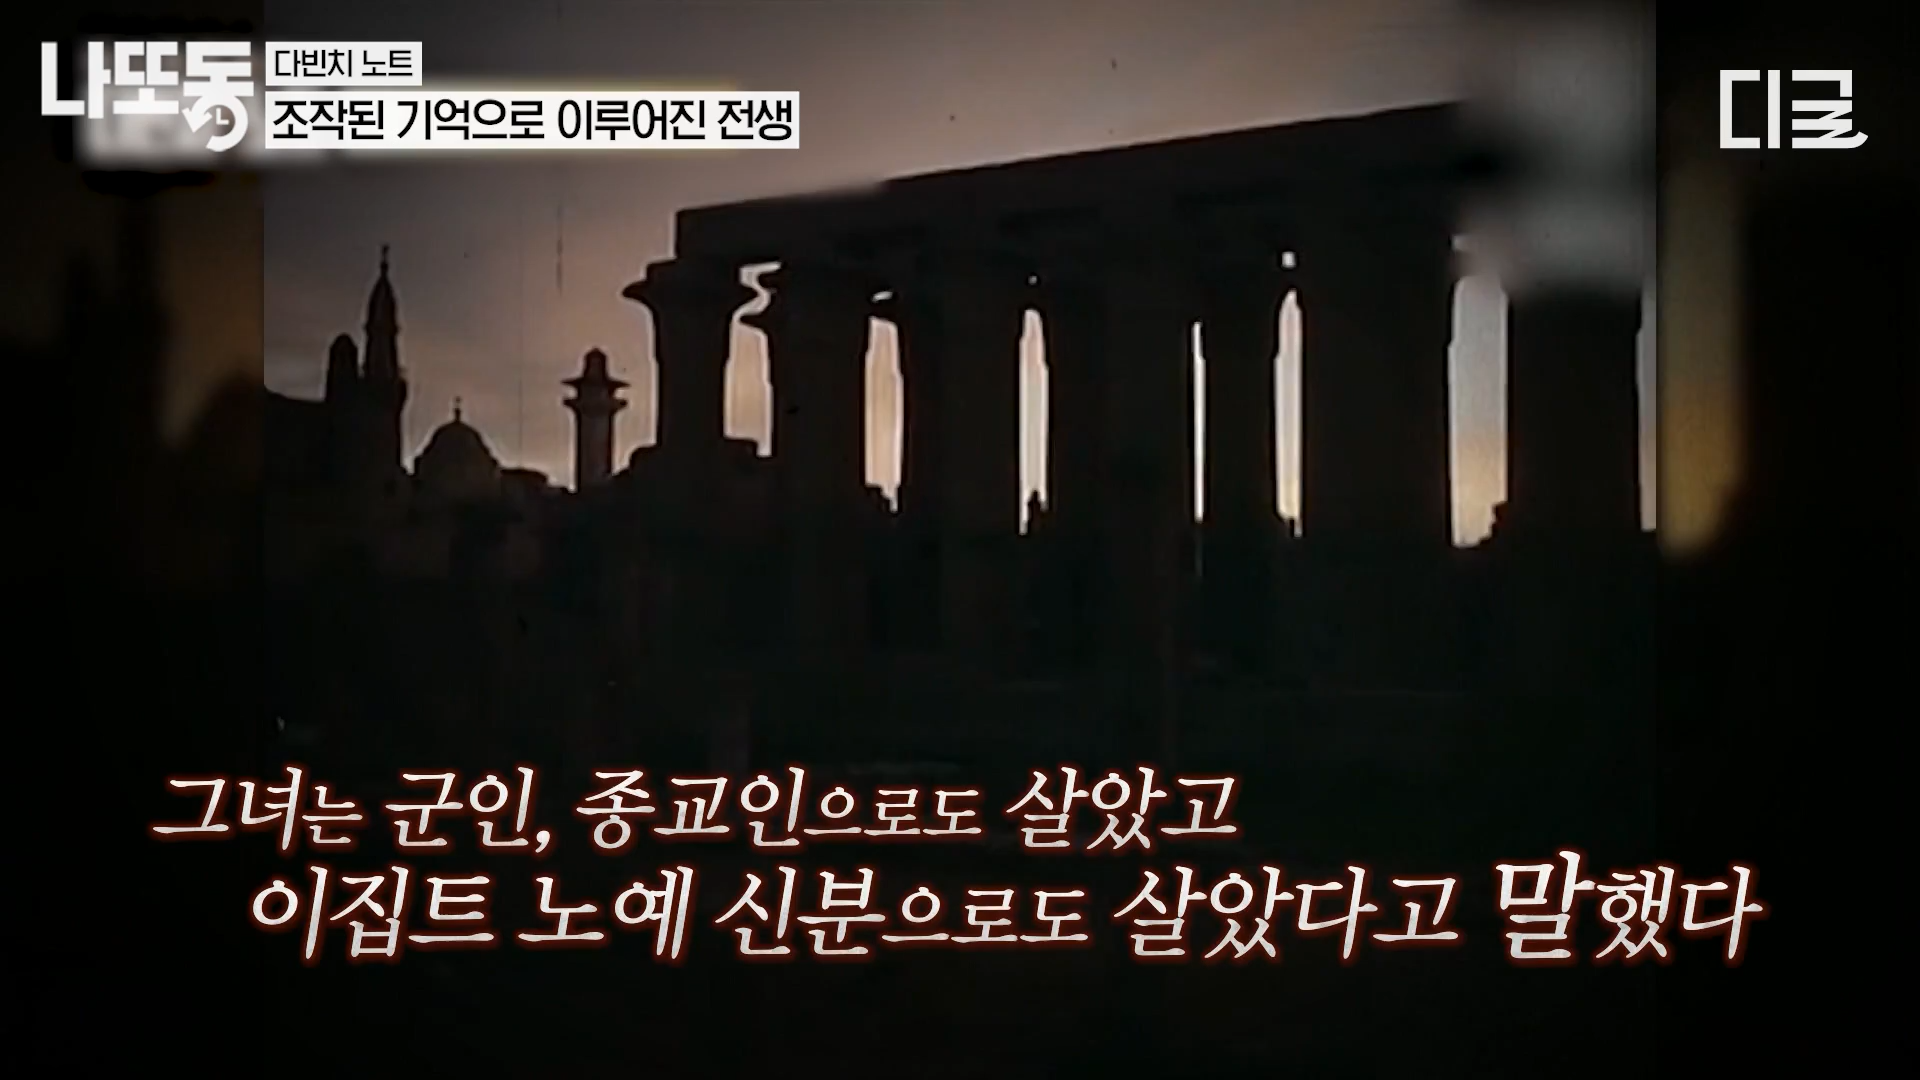 나또동
다빈치 노트
조작된 기억으로 이루어진 전생
디글
그녀는 군인, 종교인으로도 살았고
이집트 노예 신분으로도 살았다고 말했다